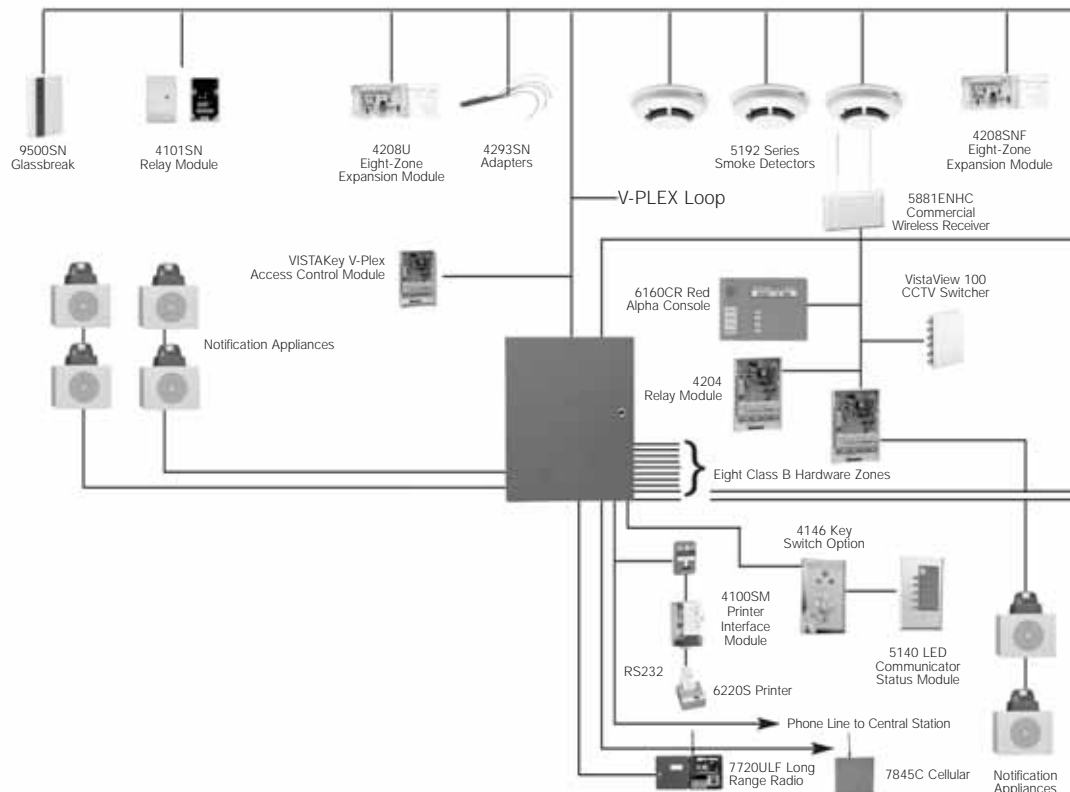 9500SN
Glassbreak
4101SN
Relay Module
4208U
Eight-Zone
Expansion Module
4293SN
Adapters
5192 Series
Smoke Detectors
4208SNF
Eight-Zone
Expansion Module
V-PLEX Loop
5881ENHC
Commercial
Wireless Receiver
VISTAKey V-Plex
Access Control Module
6160CR Red
Alpha Console
VistaView 100
CCTV Switcher
Notification Appliances
4204
Relay Module
Eight Class B Hardware Zones
4146 Key
Switch Option
4100SM
Printer
Interface
Module
5140 LED
Communicator
Status Module
RS232
6220S Printer
Phone Line to Central Station
7720ULF Long
Range Radio
7845C Cellular
Notification
Appliances